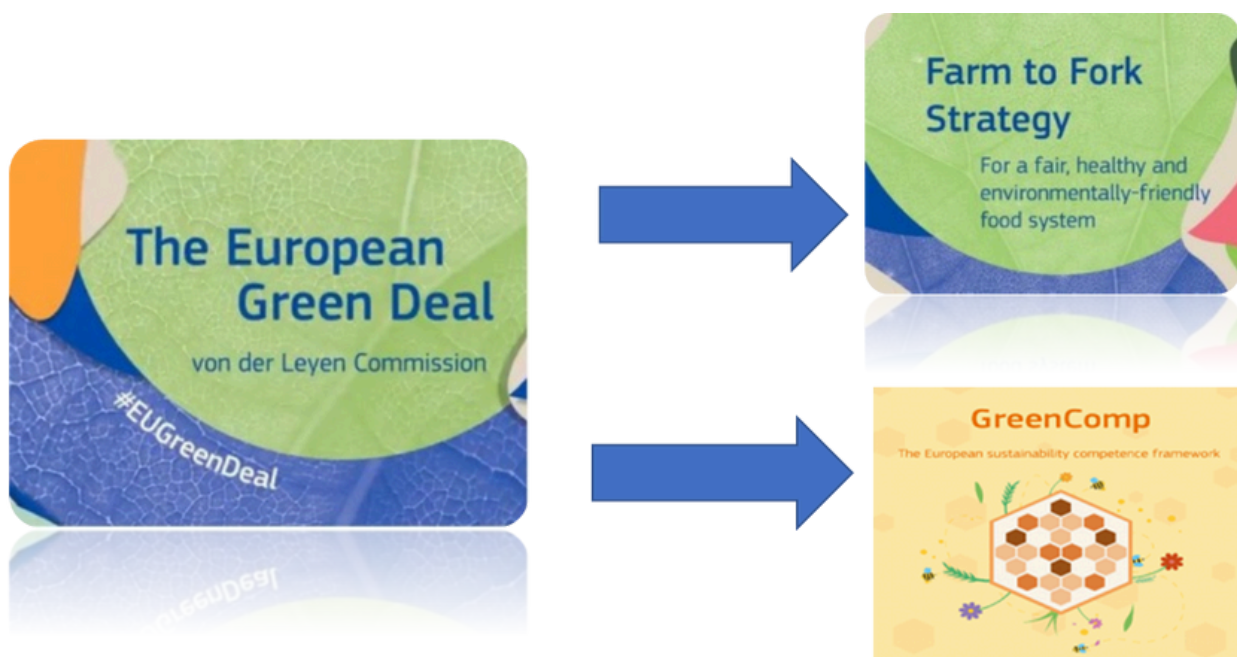 The European
Green Deal
von der Leyen Commission
#EUGreenDeal
Farm to Fork
Strategy
For a fair, healthy and
environmentally-friendly
food system
GreenComp
The European sustainability competence framework